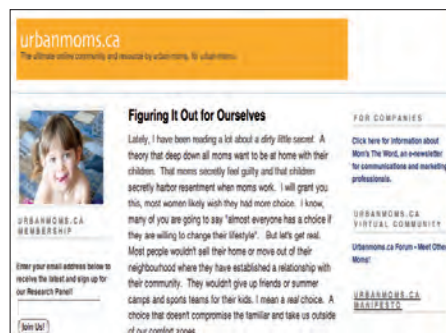 urbanmoms.ca
The ultimate online community and resource by urban moms, for urban moms.
URBANMOMS.CA
MEMBERSHIP
Enter your email address below to
receive the latest and sign up for
our Research Panel!
Join Us!
Figuring It Out for Ourselves
Lately, I have been reading a lot about a dirty little secret. A
theory that deep down all moms want to be at home with their
children. That moms secretly feel guilty and that children
secretly harbor resentment when moms work. I will grant you
this, most women likely wish they had more choice. I know,
many of you are going to say "almost everyone has a choice if
they are willing to change their lifestyle". But let's get real.
Most people wouldn't sell their home or move out of their
neighbourhood where they have established a relationship with
their community. They wouldn't give up friends or summer
camps and sports teams for their kids. I mean a real choice. A
choice that doesn't compromise the familiar and take us outside
of our comfort zones
FOR COMPANIES
Click here for information about
Mom's The Word, an e-newsletter
for communications and marketing
professionals.
URBANMOMS.CA
VIRTUAL COMMUNITY
Urbanmoms.ca Forum - Meet Other
Moms!
URBANMOMS.CA
MANIFESTO